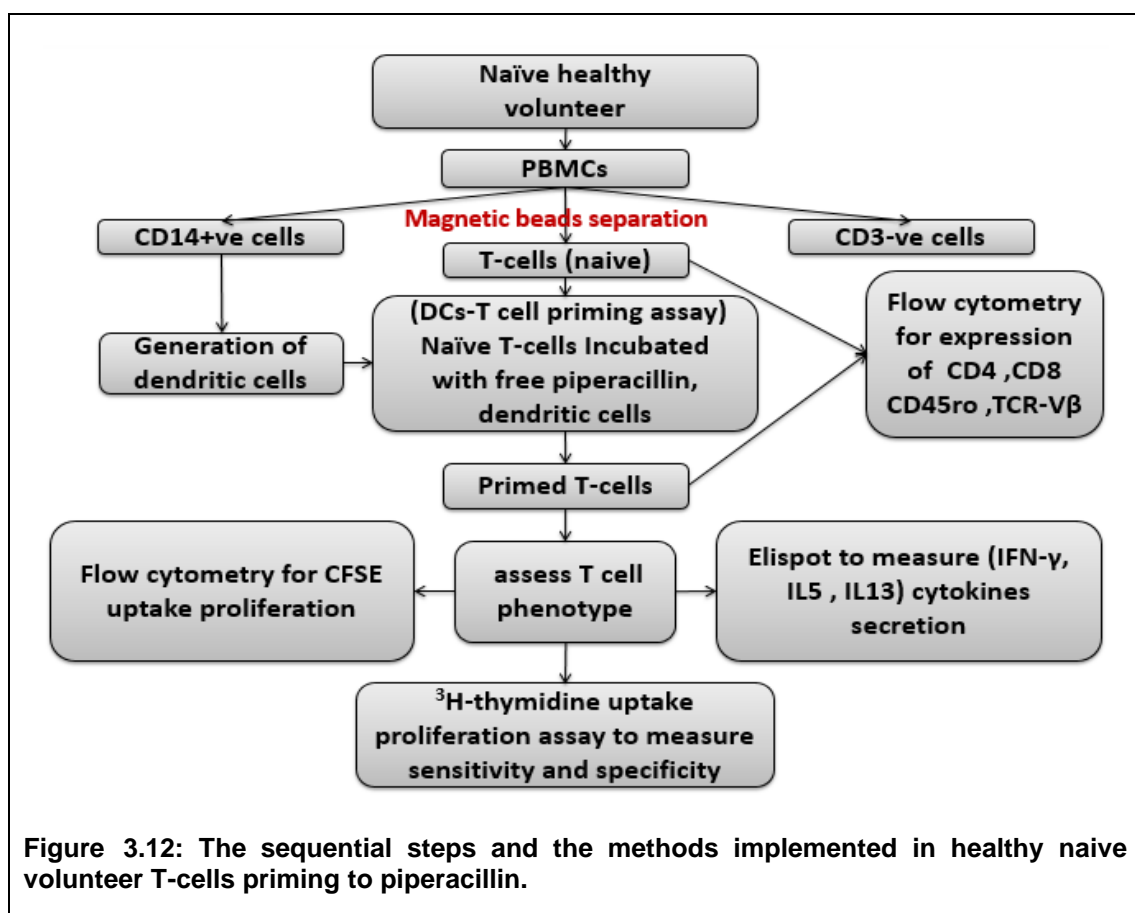 Naïve healthy
volunteer
PBMCs
Magnetic beads separation
CD14+ve cells
CD3-ve cells
T-cells (naive)
Generation of
dendritic cells
(DCs-T cell priming assay)
Naïve T-cells Incubated
with free piperacillin,
dendritic cells
Flow cytometry
for expression
of CD4 ,CD8
CD45ro ,TCR-Vβ
Primed T-cells
Flow cytometry for CFSE
uptake proliferation
assess T cell
phenotype
Elispot to measure (IFN-γ,
IL5 , IL13) cytokines
secretion
³H-thymidine uptake
proliferation assay to measure
sensitivity and specificity
Figure 3.12: The sequential steps and the methods implemented in healthy naive
volunteer T-cells priming to piperacillin.